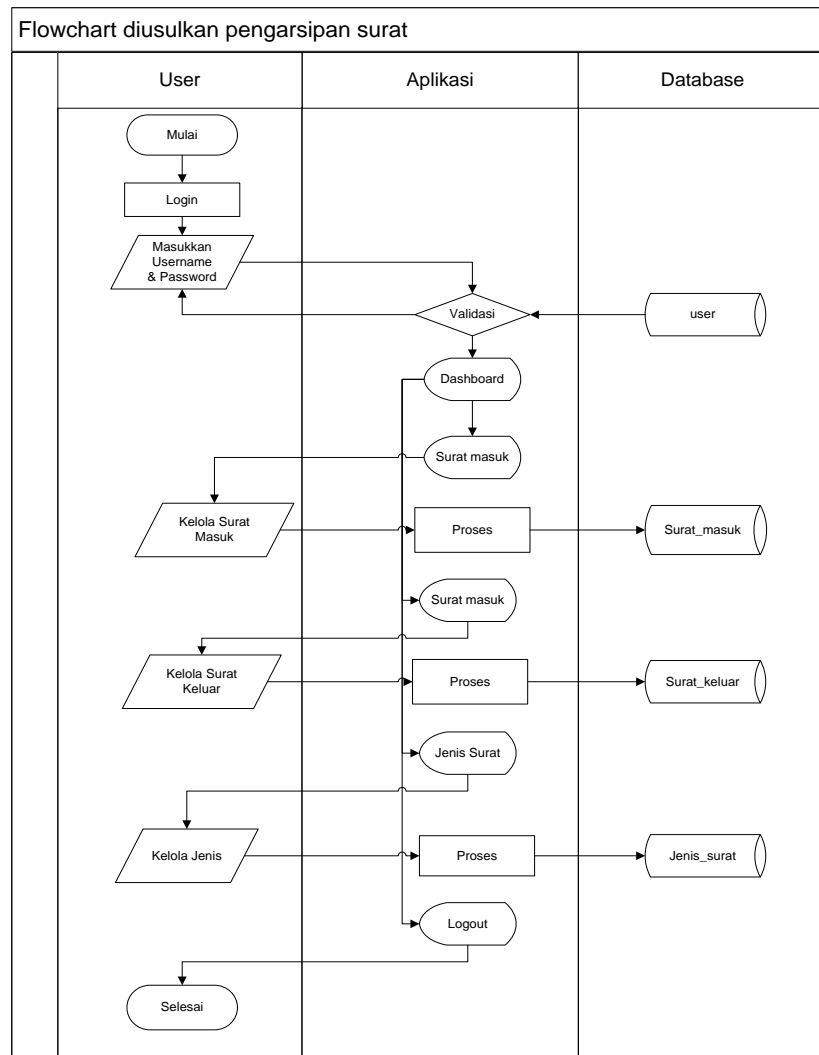 Flowchart diusulkan pengarsipan surat
User
Aplikasi
Database
Mulai
Login
Masukkan
Username
& Password
Validasi
user
Dashboard
Surat masuk
Kelola Surat
Masuk
Proses
Surat_masuk
Surat masuk
Kelola Surat
Keluar
Proses
Surat_keluar
Jenis Surat
Kelola Jenis
Proses
Jenis_surat
Logout
Selesai